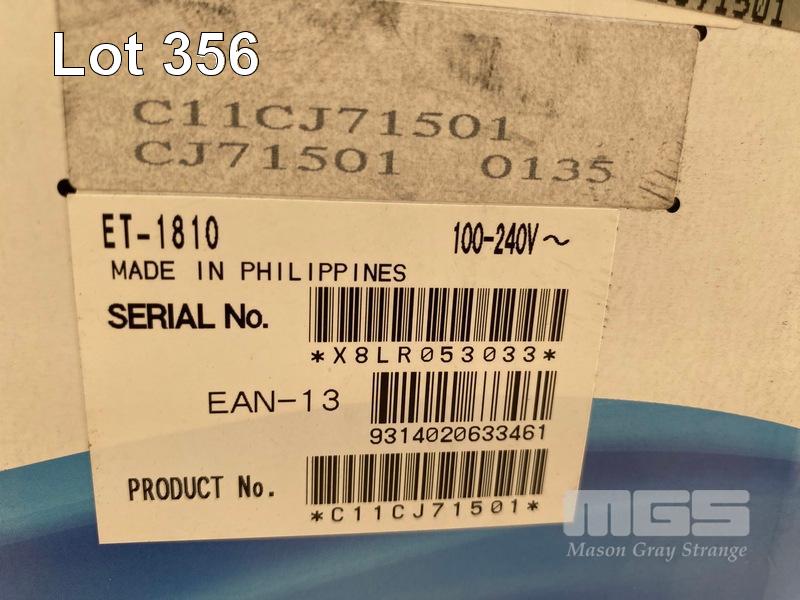 Lot 356
C11CJ71501
CJ71501 0135
ET-1810 100-240V~
MADE IN PHILIPPINES
SERIAL No.
*X8LR053033*
EAN-13
9314020633461
PRODUCT No.
*C11CJ71501*
MGS
Mason Gray Strange